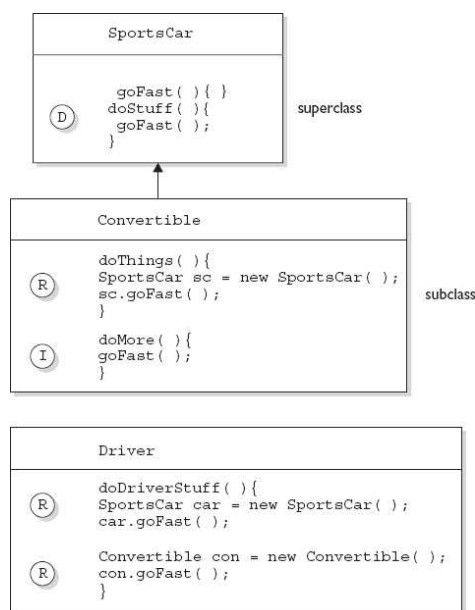 SportsCar
goFast( ){ }
D
doStuff( ){
goFast( );
}
superclass
Convertible
doThings( ){
R
SportsCar sc = new SportsCar( );
sc.goFast( );
}
subclass
I
doMore( ){
goFast( );
}
Driver
doDriverStuff( ){
R
SportsCar car = new SportsCar( );
car.goFast( );
R
Convertible con = new Convertible( );
con.goFast( );
}